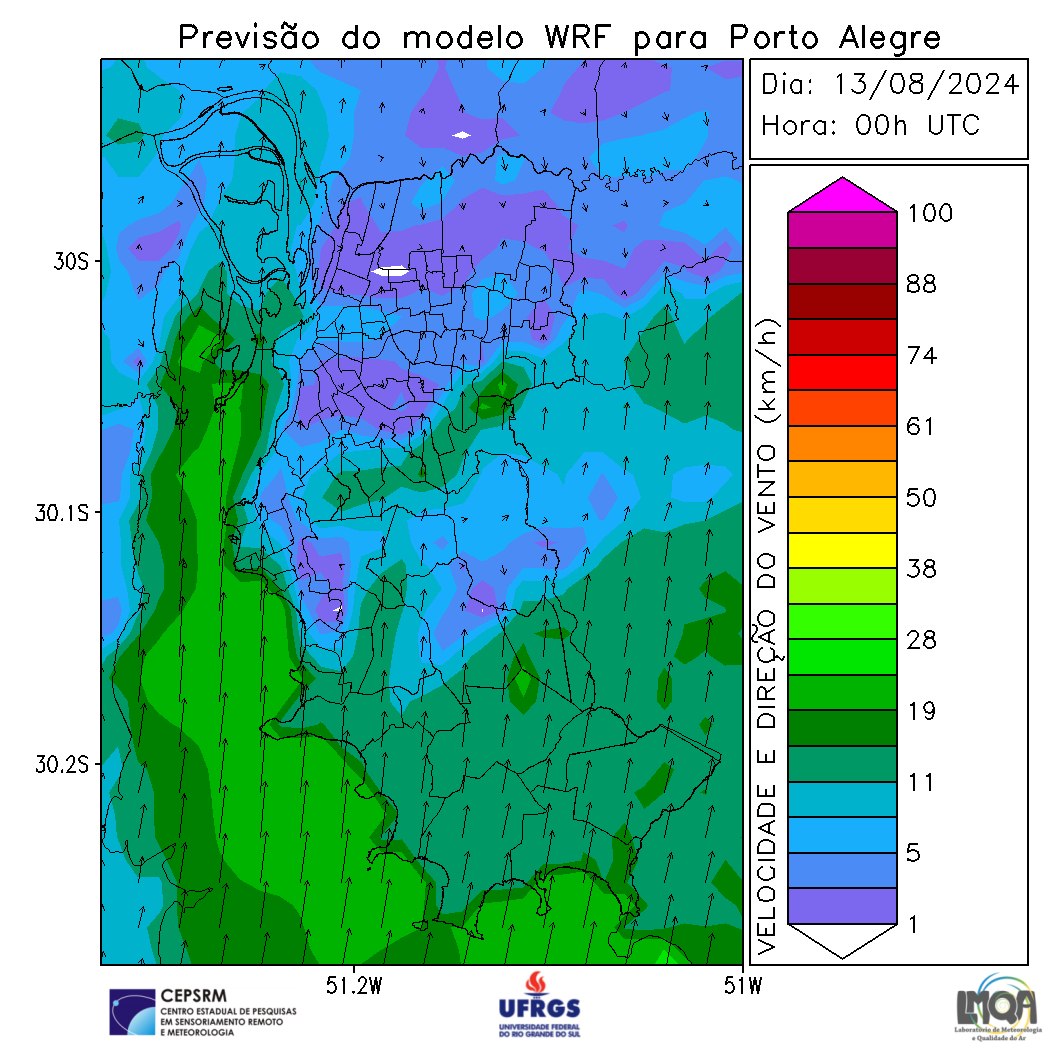 Previsão do modelo WRF para Porto Alegre
Dia: 13/08/2024
Hora: 00h UTC
30S
30.1S
30.2S
51.2W
51W
VELOCIDADE E DIREÇÃO DO VENTO (km/h)
100
88
74
61
50
38
28
19
11
5
1
CEPSRM
CENTRO ESTADUAL DE PESQUISAS
EM SENSORIAMENTO REMOTO
E METEOROLOGIA
UFRGS
UNIVERSIDADE FEDERAL
DO RIO GRANDE DO SUL
LMQA
Laboratório de Meteorologia
e Qualidade do Ar